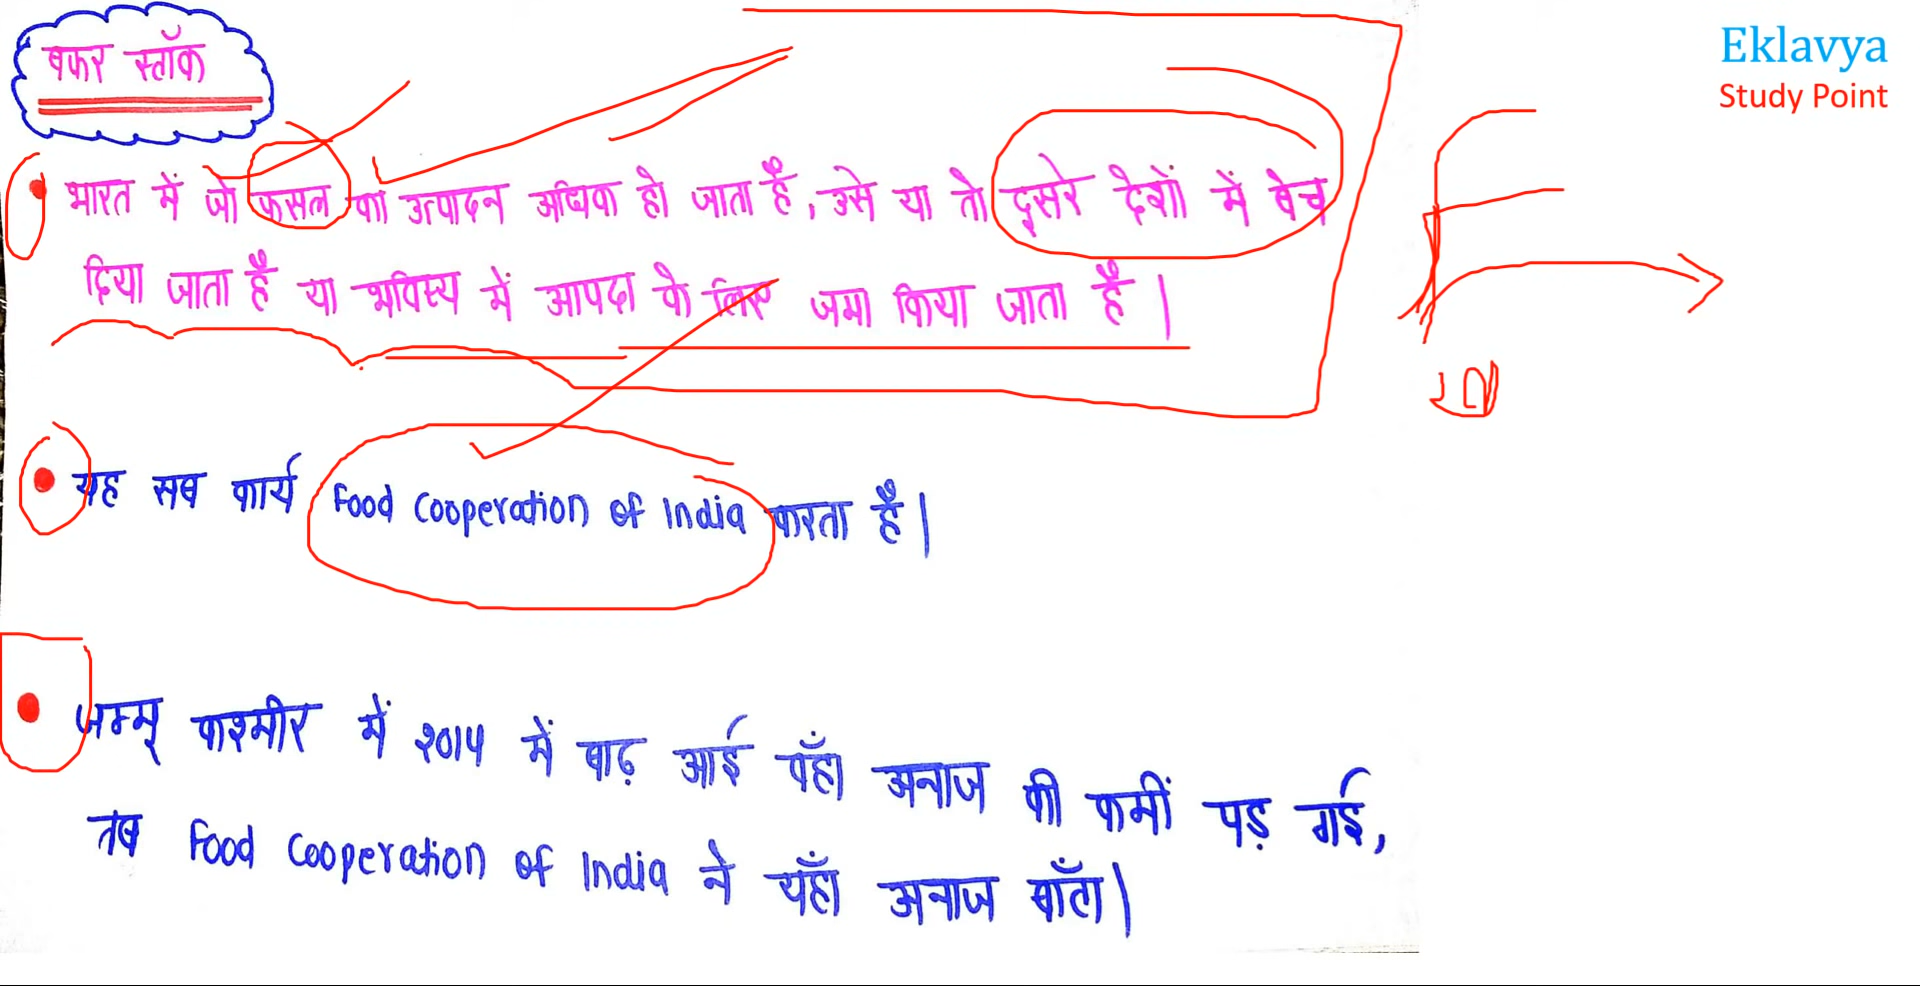 बफर स्टॉक
Eklavya
Study Point
भारत में जो फसल का उत्पादन अधिक हो जाता है, उसे या तो दूसरे देशों में बेच
दिया जाता है या भविस्य में आपदा के लिए जमा किया जाता है |
यह सब कार्य Food Cooperation of India करता है |
जम्मू कश्मीर में 2014 में बाढ़ आई वहाँ अनाज की कमीं पड़ गई,
तब Food Cooperation of India ने यहाँ अनाज बाँटा |